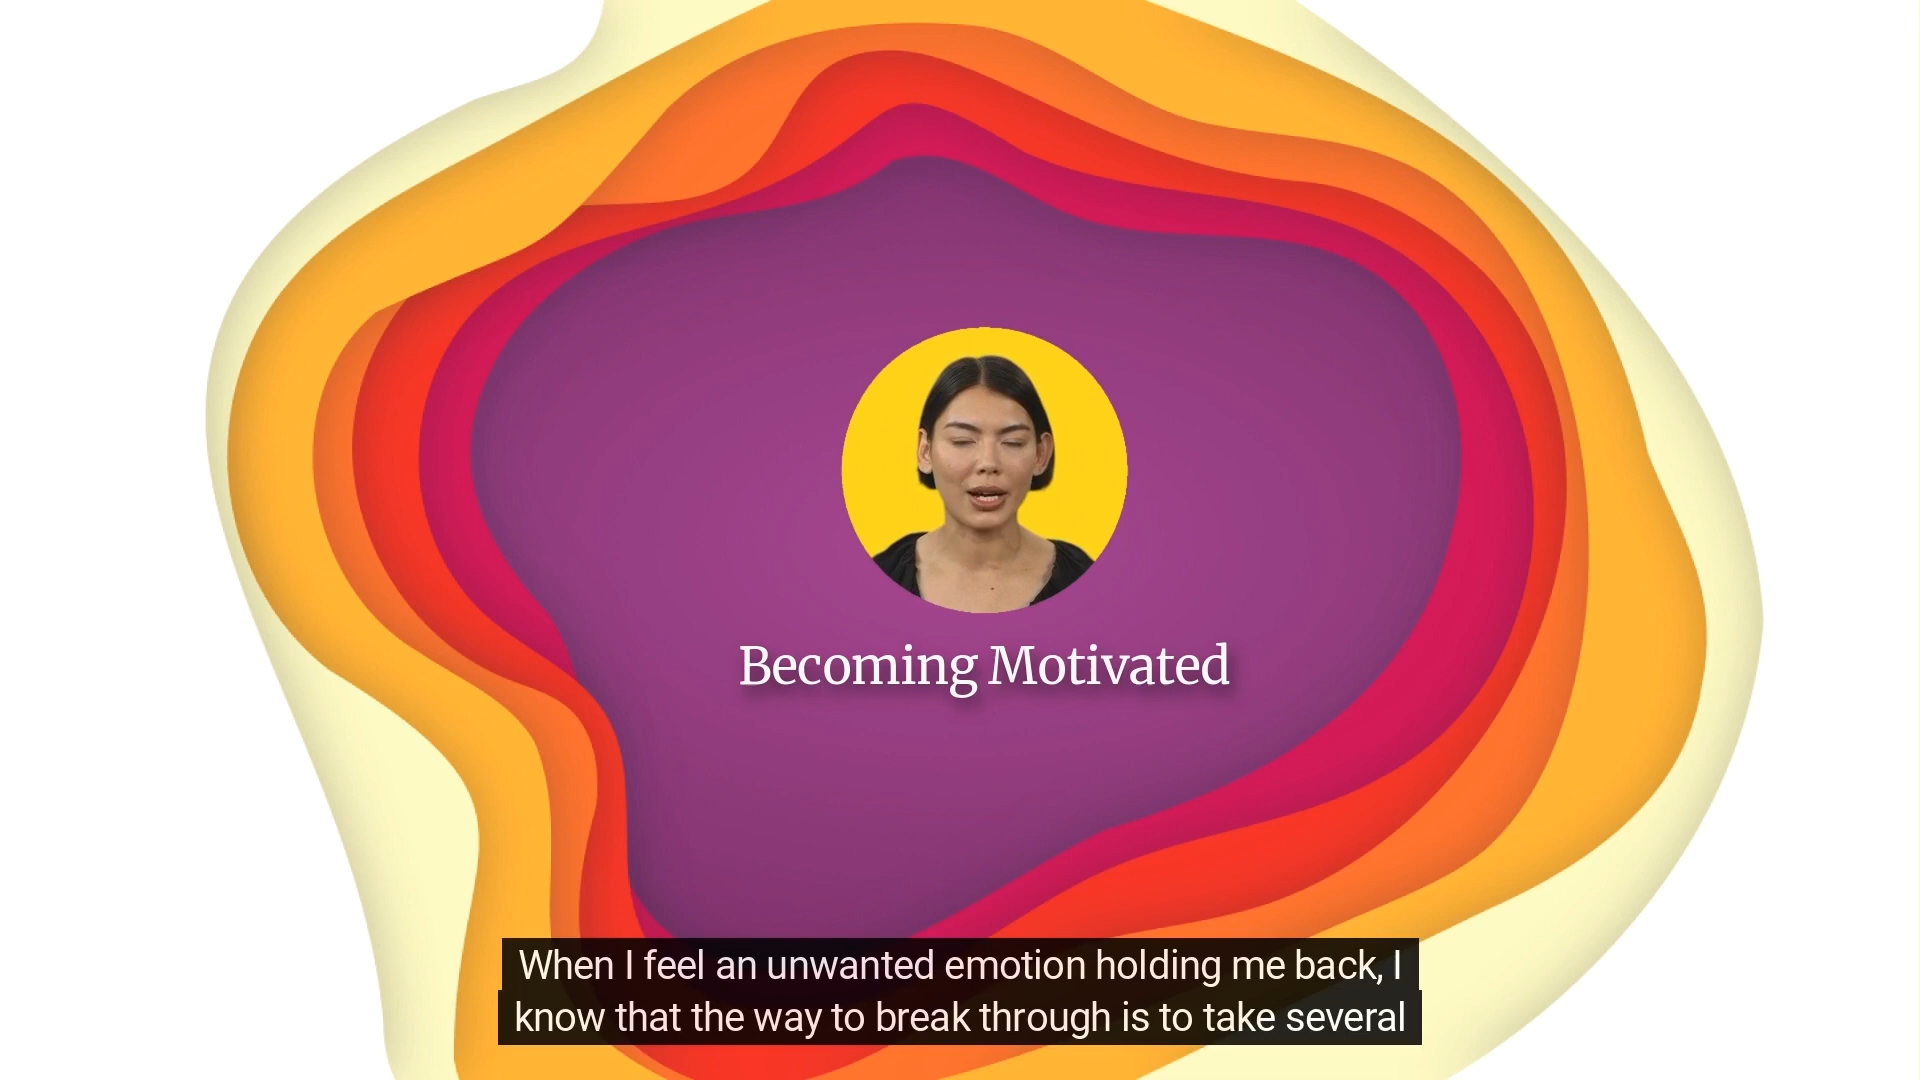 Becoming Motivated
When I feel an unwanted emotion holding me back, I
know that the way to break through is to take several